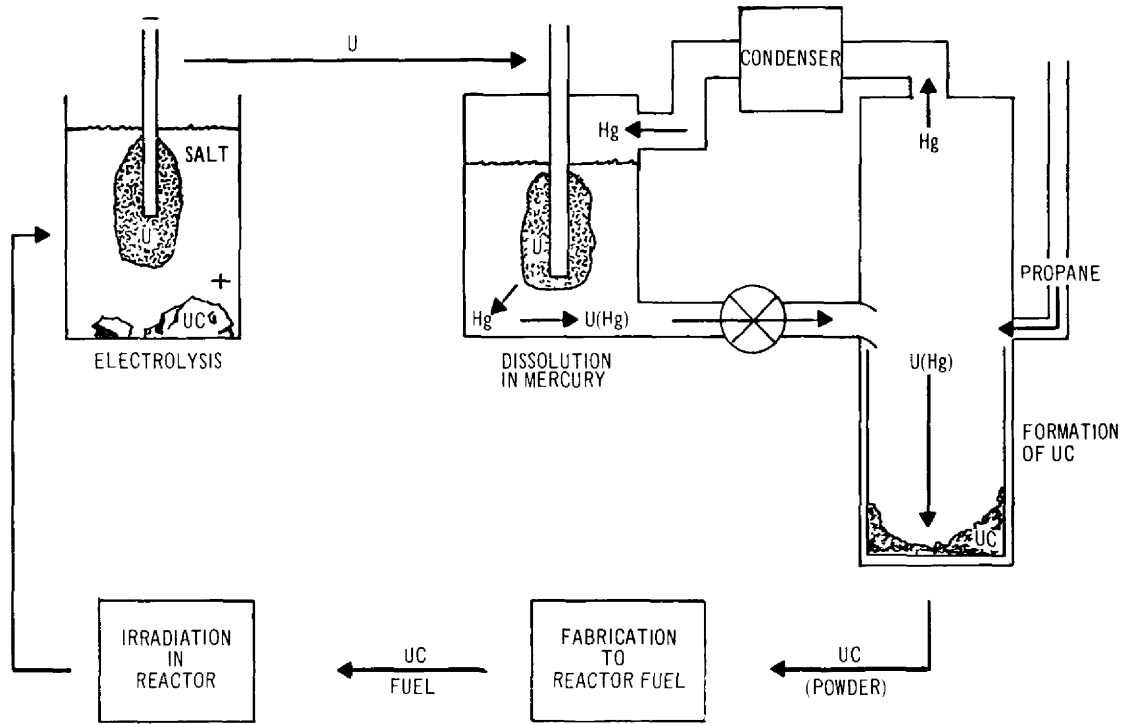 U
CONDENSER
Hg
Hg
SALT
U
U
PROPANE
+
UC
Hg
U(Hg)
U(Hg)
ELECTROLYSIS
DISSOLUTION
IN MERCURY
FORMATION
OF UC
UC
IRRADIATION
IN
REACTOR
UC
FUEL
FABRICATION
TO
REACTOR FUEL
UC
(POWDER)